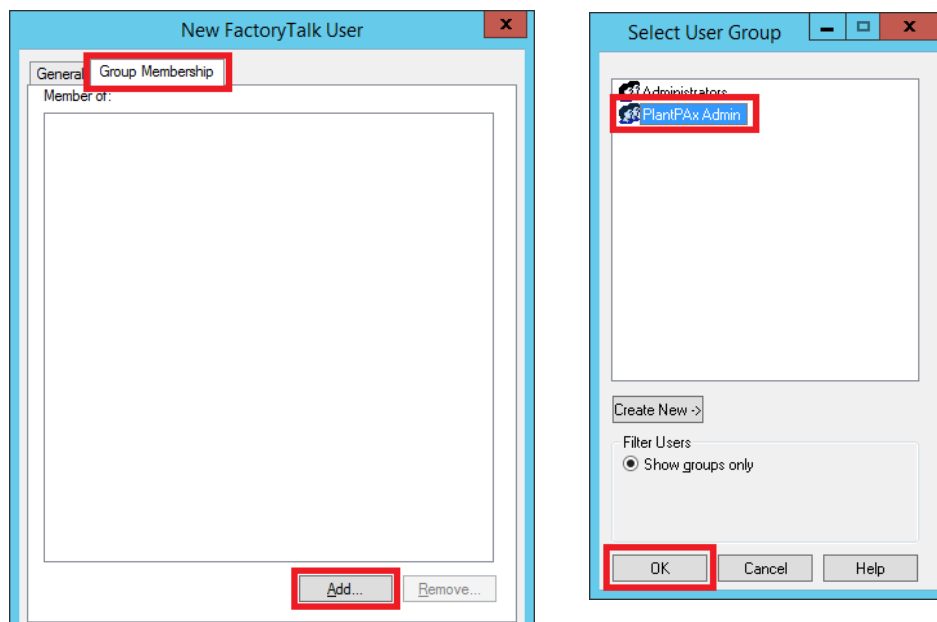 New FactoryTalk User
X
General
Group Membership
Member of:
Add...
Remove...
Select User Group
X
Administrators
PlantPAx Admin
Create New ->
Filter Users
Show groups only
OK
Cancel
Help